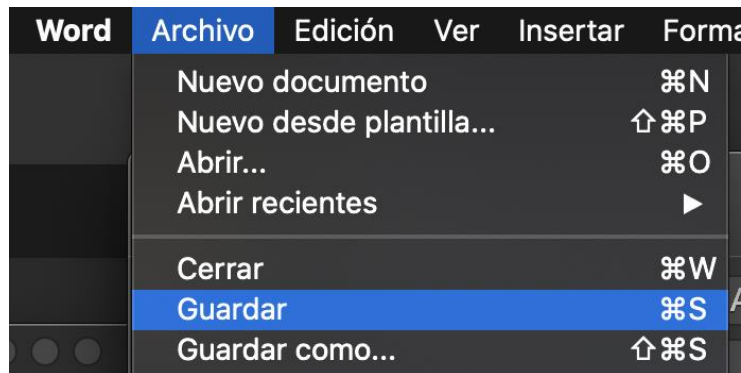 Word Archivo Edición Ver Insertar Forma
Nuevo documento ⌘N
Nuevo desde plantilla... ⇧⌘P
Abrir... ⌘O
Abrir recientes ▶
Cerrar ⌘W
Guardar ⌘S
Guardar como... ⇧⌘S